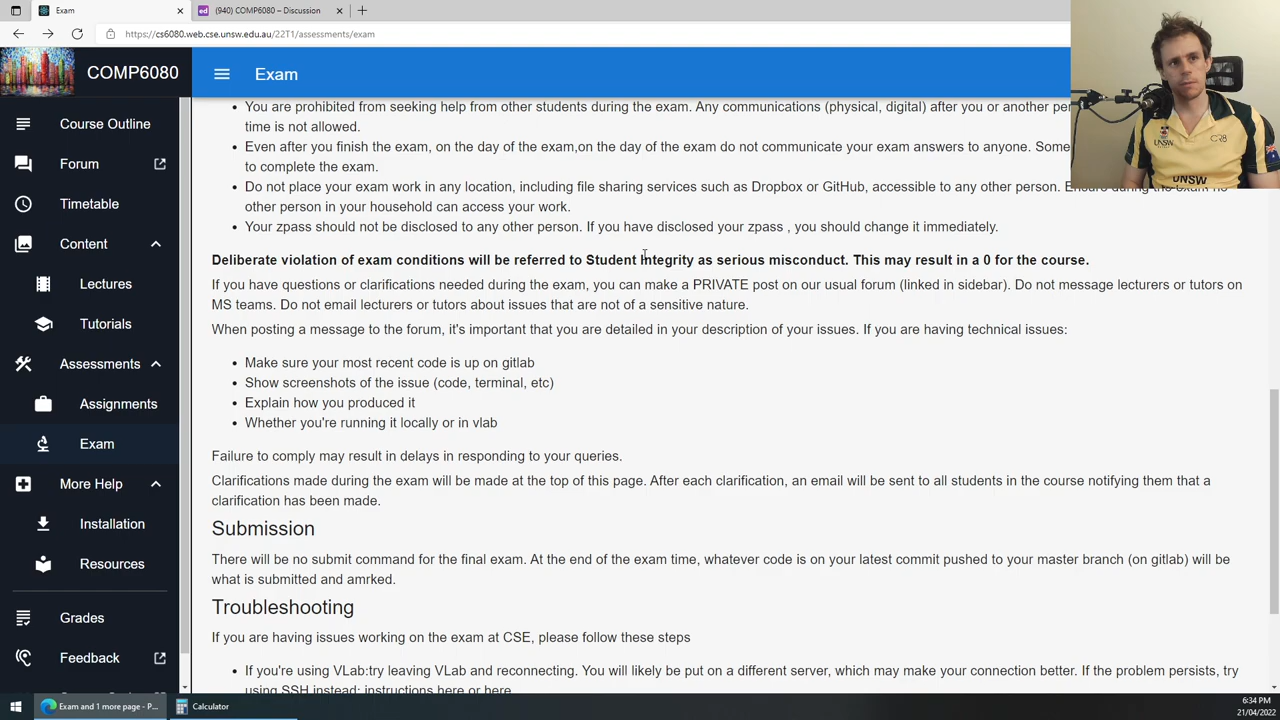 Exam
(940) COMP6080 – Discussion
ed
https://cs6080.web.cse.unsw.edu.au/22T1/assessments/exam
COMP6080
Exam
Course Outline
Forum
Timetable
Content
Lectures
Tutorials
Assessments
Assignments
Exam
More Help
Installation
Resources
Grades
Feedback
You are prohibited from seeking help from other students during the exam. Any communications (physical, digital) after you or another
time is not allowed.
Even after you finish the exam, on the day of the exam,on the day of the exam do not communicate your exam answers to anyone.
to complete the exam.
Do not place your exam work in any location, including file sharing services such as Dropbox or GitHub, accessible to any other person. Ensure during the exam no
other person in your household can access your work.
Your zpass should not be disclosed to any other person. If you have disclosed your zpass , you should change it immediately.
Deliberate violation of exam conditions will be referred to Student Integrity as serious misconduct. This may result in a 0 for the course.
If you have questions or clarifications needed during the exam, you can make a PRIVATE post on our usual forum (linked in sidebar). Do not message lecturers or tutors on
MS teams. Do not email lecturers or tutors about issues that are not of a sensitive nature.
When posting a message to the forum, it's important that you are detailed in your description of your issues. If you are having technical issues:
Make sure your most recent code is up on gitlab
Show screenshots of the issue (code, terminal, etc)
Explain how you produced it
Whether you're running it locally or in vlab
Failure to comply may result in delays in responding to your queries.
Clarifications made during the exam will be made at the top of this page. After each clarification, an email will be sent to all students in the course notifying them that a
clarification has been made.
Submission
There will be no submit command for the final exam. At the end of the exam time, whatever code is on your latest commit pushed to your master branch (on gitlab) will be
what is submitted and amrked.
Troubleshooting
If you are having issues working on the exam at CSE, please follow these steps
If you're using VLab:try leaving VLab and reconnecting. You will likely be put on a different server, which may make your connection better. If the problem persists, try
using SSH instead: instructions here or here.
UNSW
CR8
UNSW
Exam and 1 more page - P...
Calculator
6:34 PM
21/04/2022